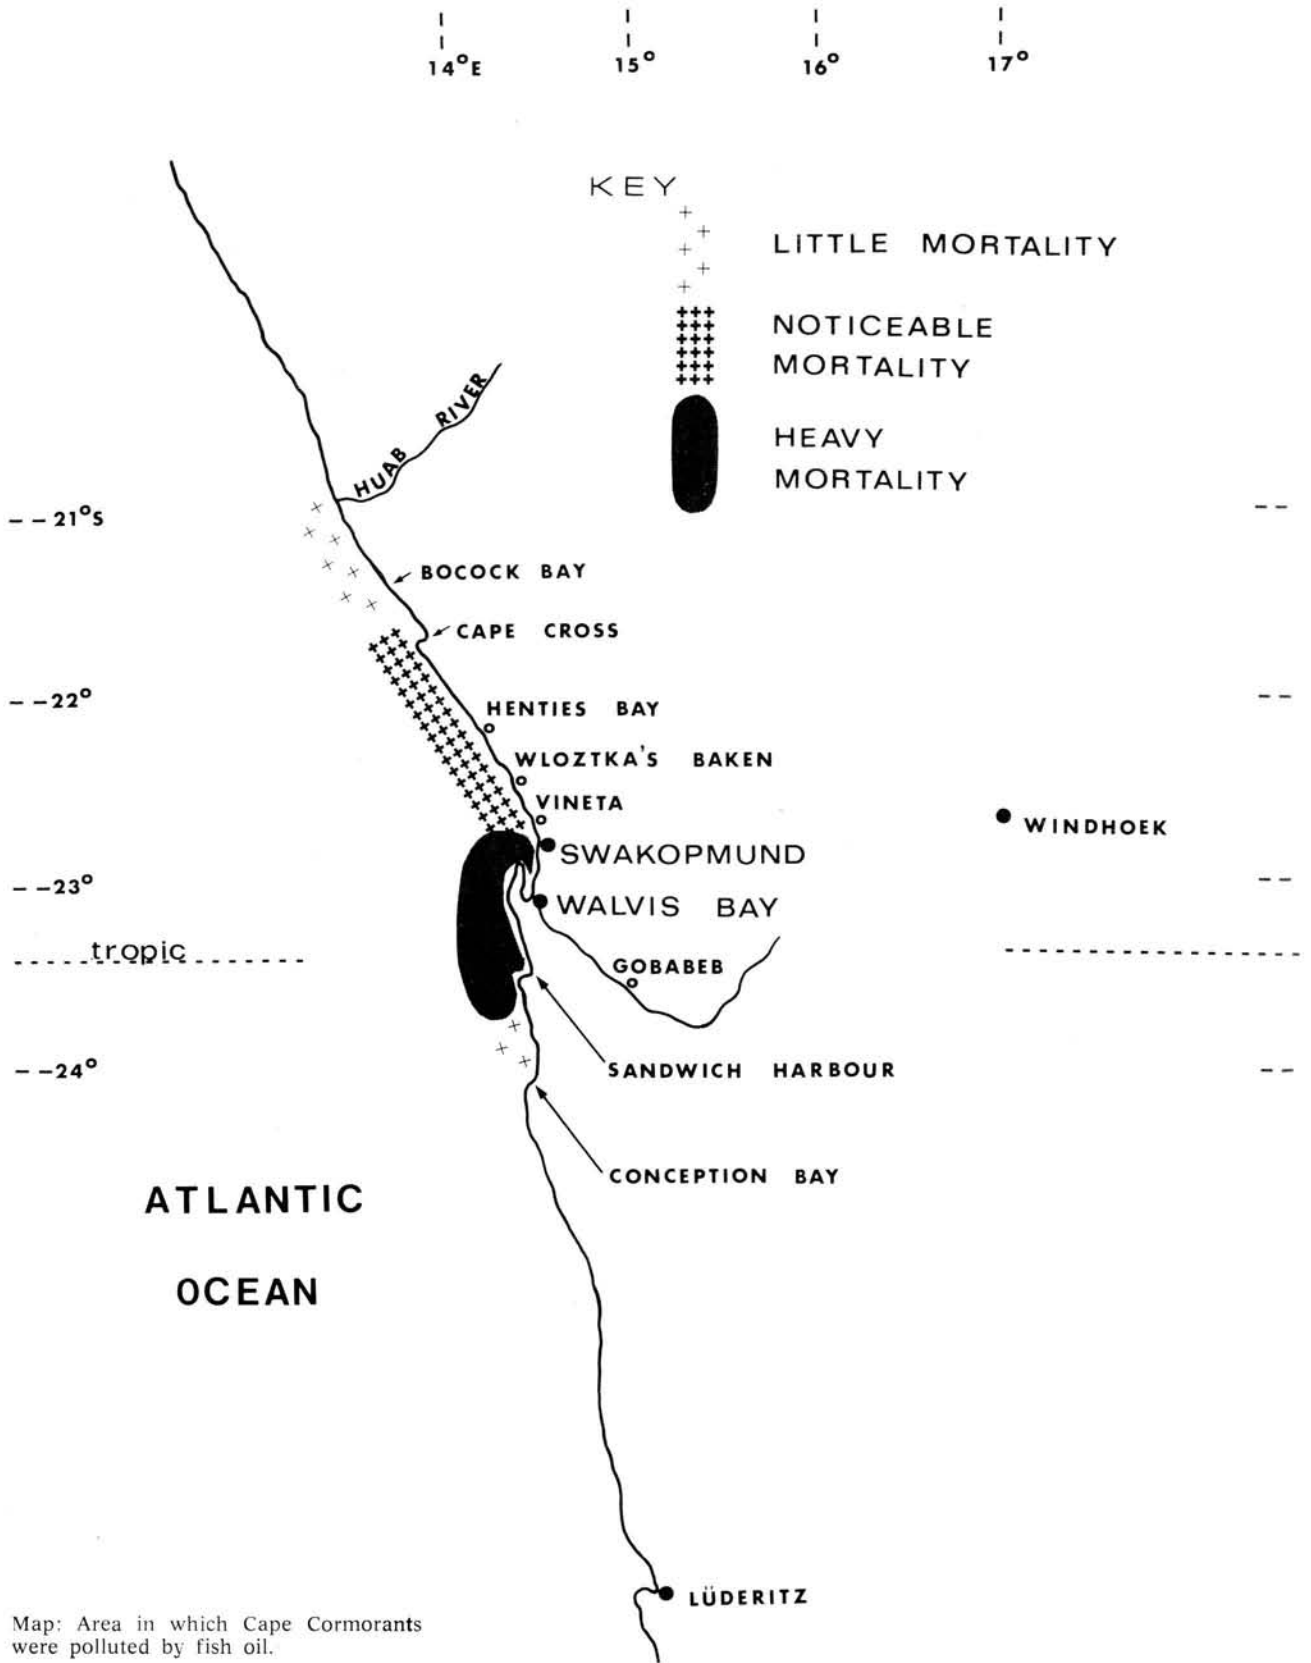 14°E 15° 16° 17°
KEY
LITTLE MORTALITY
NOTICEABLE
MORTALITY
HEAVY
MORTALITY
HUAB RIVER
--21°S --
BOCOCK BAY
CAPE CROSS
--22° --
HENTIES BAY
WLOZTKA'S BAKEN
VINETA
WINDHOEK
SWAKOPMUND
--23° --
WALVIS BAY
tropic
GOBABEB
--24° --
SANDWICH HARBOUR
CONCEPTION BAY
ATLANTIC
OCEAN
LÜDERITZ
Map: Area in which Cape Cormorants
were polluted by fish oil.